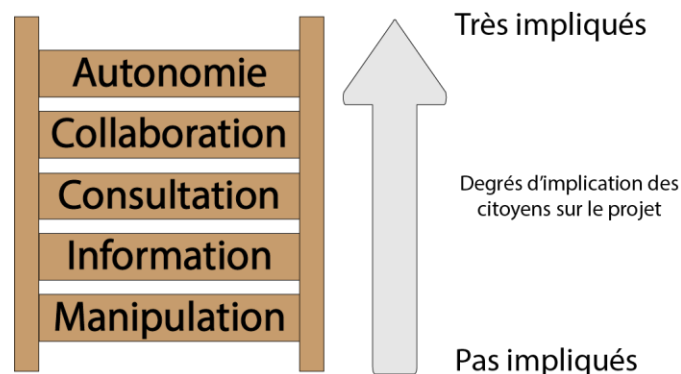 Autonomie
Collaboration
Consultation
Information
Manipulation
Très impliqués
Degrés d'implication des
citoyens sur le projet
Pas impliqués